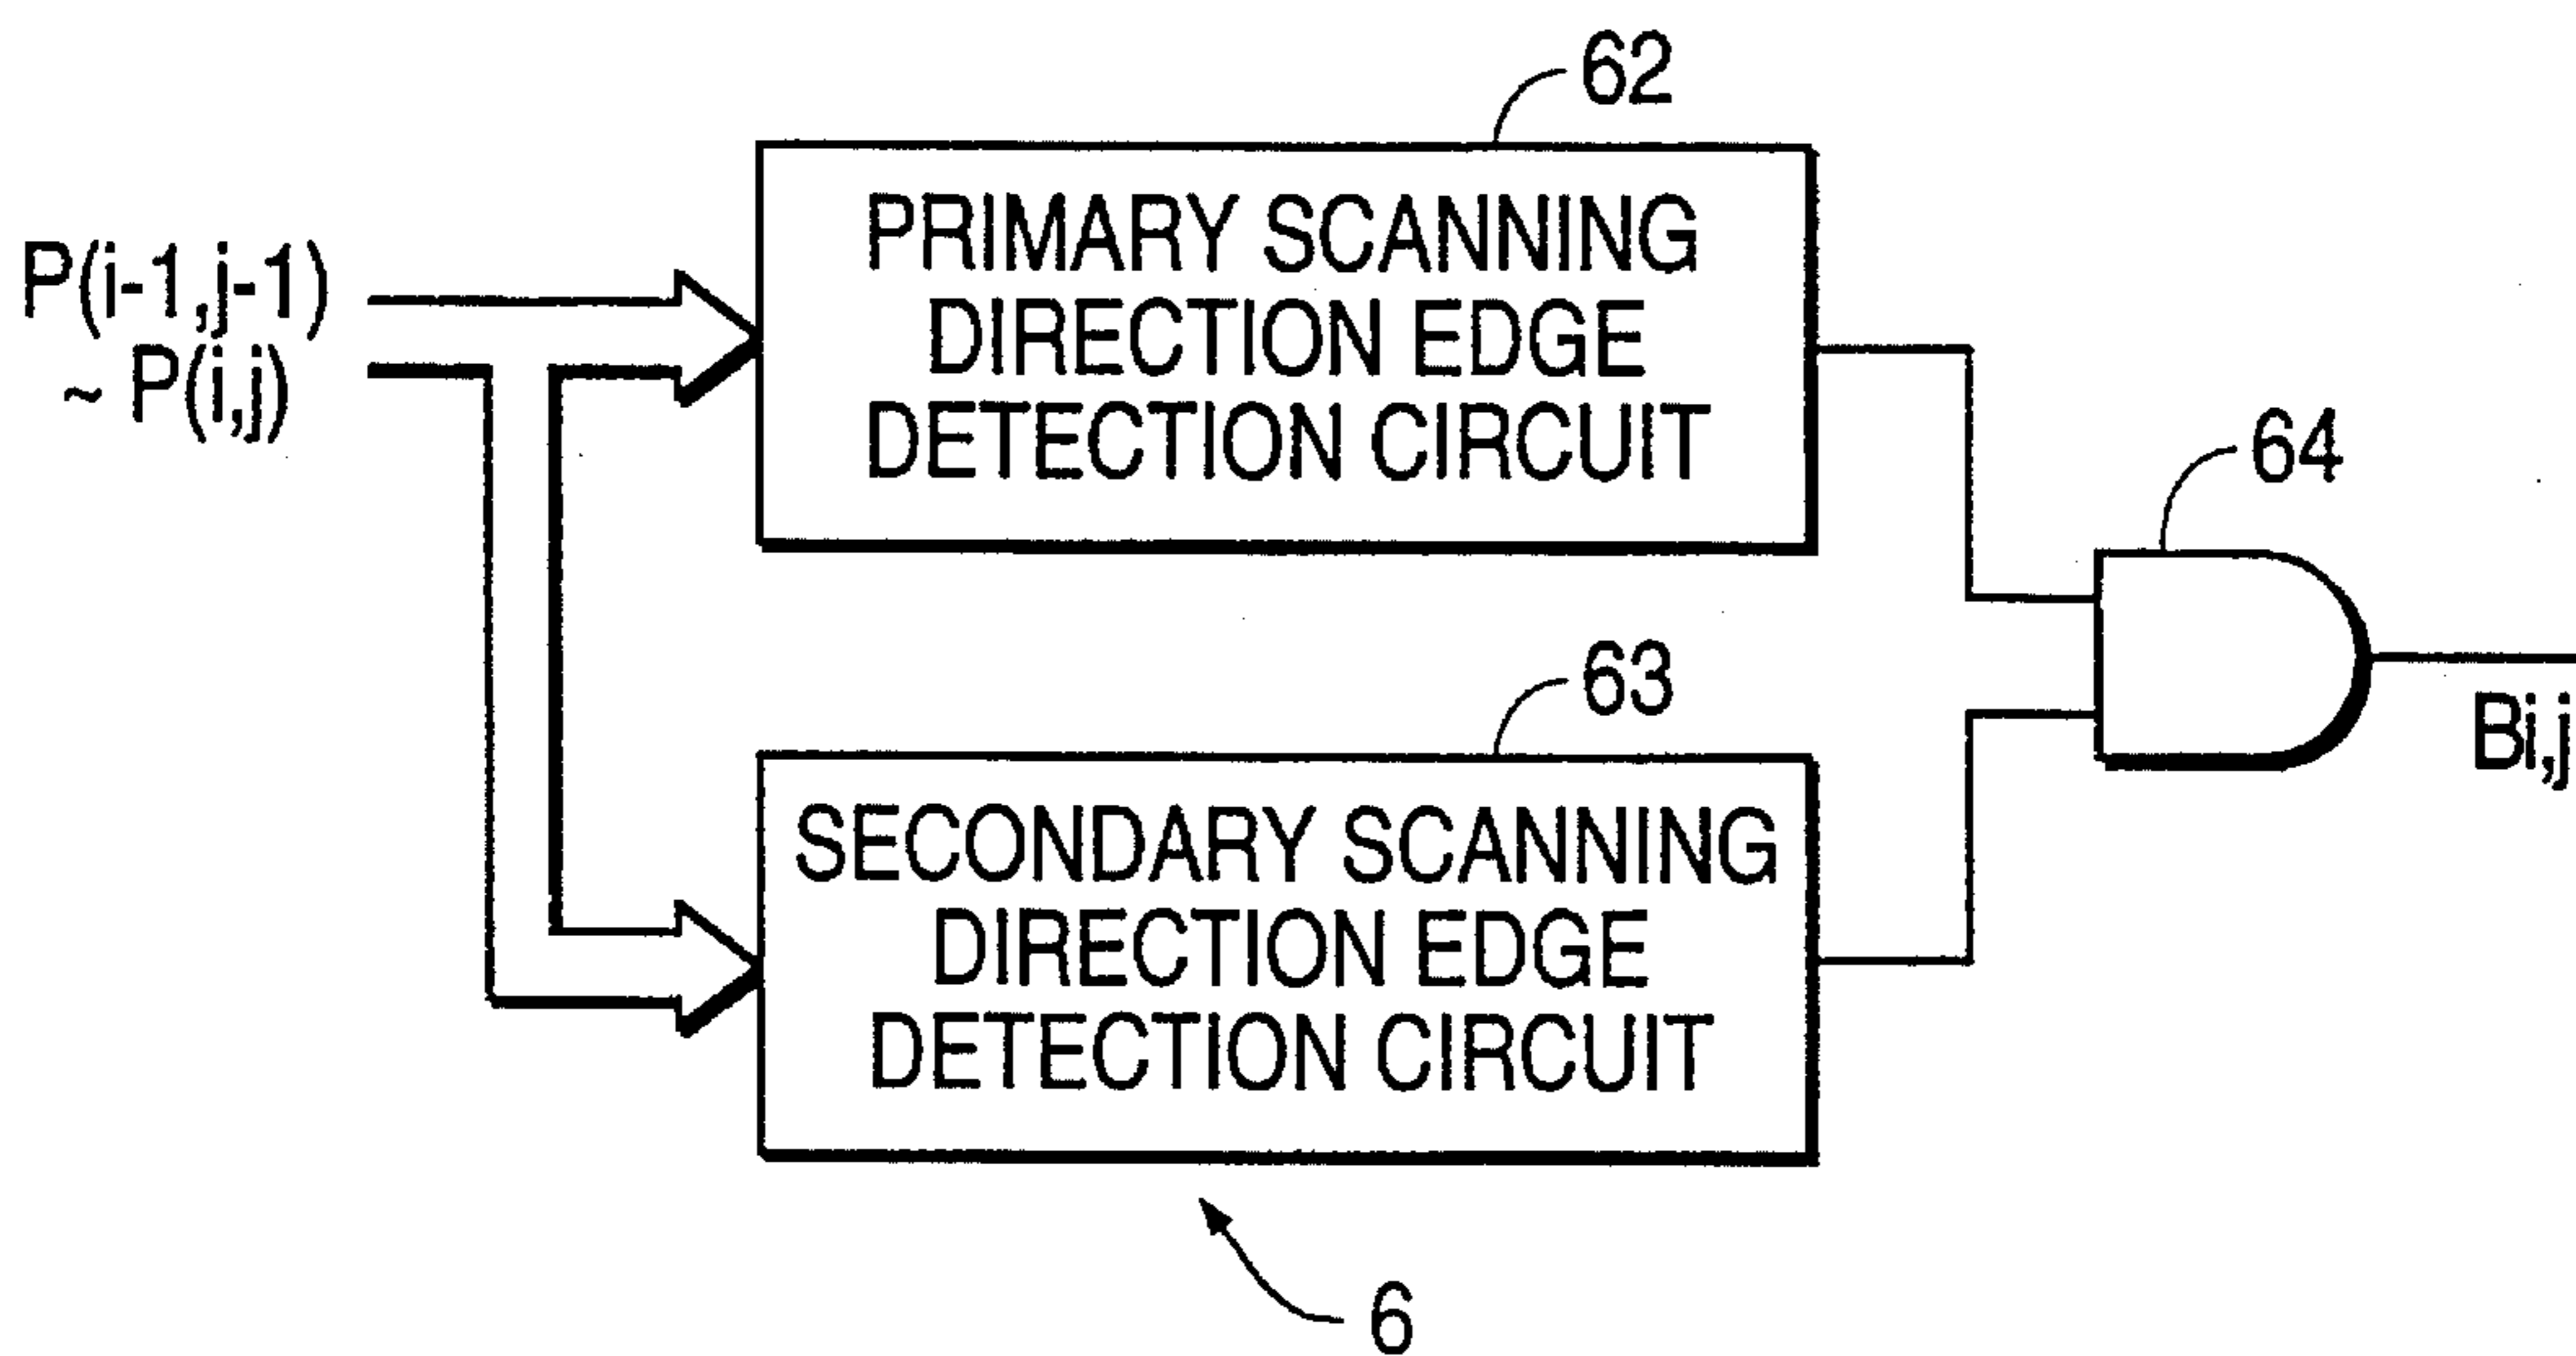 62
PRIMARY SCANNING
DIRECTION EDGE
DETECTION CIRCUIT
P(i-1,j-1)
~ P(i,j)
64
63
SECONDARY SCANNING
DIRECTION EDGE
DETECTION CIRCUIT
Bi,j
6